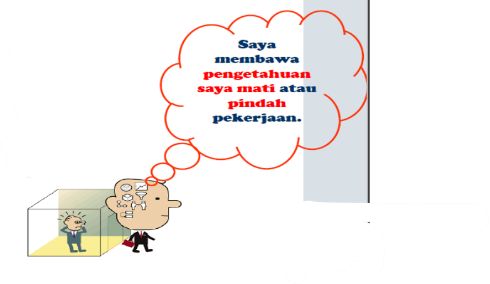 Saya
membawa
pengetahuan
saya mati atau
pindah
pekerjaan.